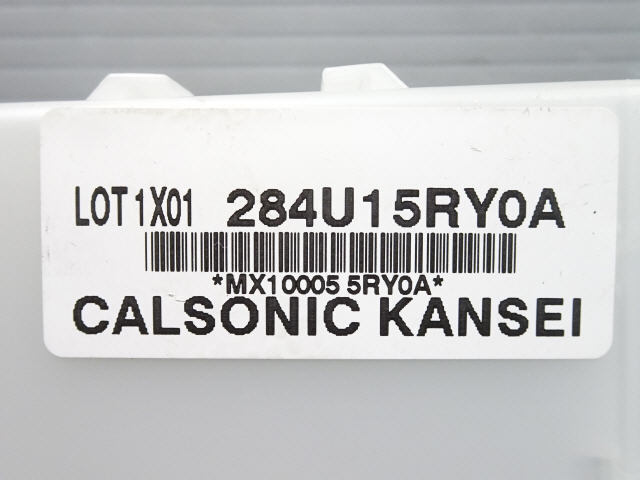 LOT 1X01 284U15RY0A
*MX10005 5RY0A*
CALSONIC KANSEI